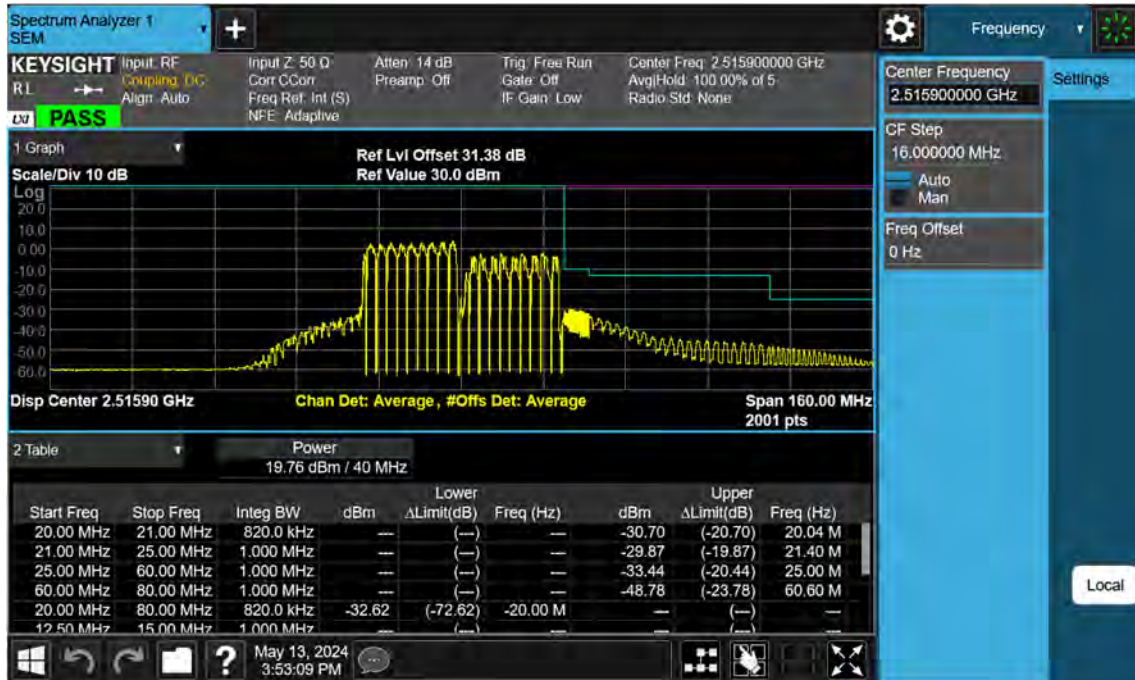 Spectrum Analyzer 1
SEM
Frequency
KEYSIGHT
RL
LXI PASS
Input: RF
Coupling: DC
Align: Auto
Input Z: 50 Ω
Corr CCorr
Freq Ref: Int (S)
NFE: Adaptive
Atten: 14 dB
Preamp: Off
Trig: Free Run
Gate: Off
IF Gain: Low
Center Freq: 2.515900000 GHz
Avg|Hold: 100.00% of 5
Radio Std: None
Center Frequency
2.515900000 GHz
Settings
CF Step
16.000000 MHz
Auto
Man
Freq Offset
0 Hz
1 Graph
Scale/Div 10 dB
Ref Lvl Offset 31.38 dB
Ref Value 30.0 dBm
Log
20.0
10.0
0.00
-10.0
-20.0
-30.0
-40.0
-50.0
-60.0
Disp Center 2.51590 GHz
Chan Det: Average , #Offs Det: Average
Span 160.00 MHz
2001 pts
2 Table
Power
19.76 dBm / 40 MHz
Lower Upper
Start Freq Stop Freq Integ BW dBm ΔLimit(dB) Freq (Hz) dBm ΔLimit(dB) Freq (Hz)
20.00 MHz 21.00 MHz 820.0 kHz --- (---) --- -30.70 (-20.70) 20.04 M
21.00 MHz 25.00 MHz 1.000 MHz --- (---) --- -29.87 (-19.87) 21.40 M
25.00 MHz 60.00 MHz 1.000 MHz --- (---) --- -33.44 (-20.44) 25.00 M
60.00 MHz 80.00 MHz 1.000 MHz --- (---) --- -48.78 (-23.78) 60.60 M
20.00 MHz 80.00 MHz 820.0 kHz -32.62 (-72.62) -20.00 M --- (---) ---
12.50 MHz 15.00 MHz 1.000 MHz --- (---) --- --- (---) ---
Local
?
May 13, 2024
3:53:09 PM